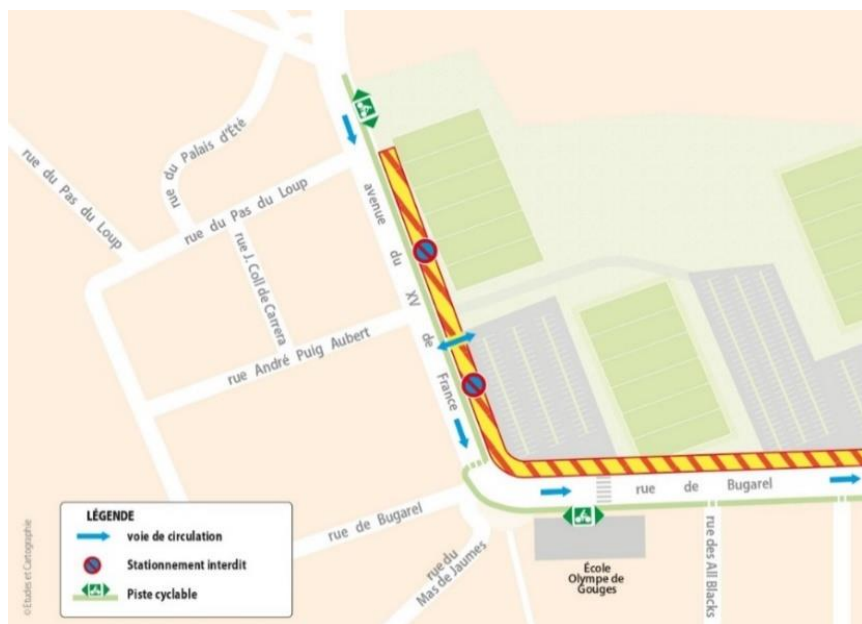 rue du Palais d'Été
rue du Pas du Loup
rue du Pas du Loup
rue J. Coll de Carrera
avenue du XV de France
rue André Puig Aubert
rue de Bugarel
rue de Bugarel
rue du
Mas de Jaumes
École
Olympe de
Gouges
rue des All Blacks
LÉGENDE
voie de circulation
Stationnement interdit
Piste cyclable
© Études et Cartographie